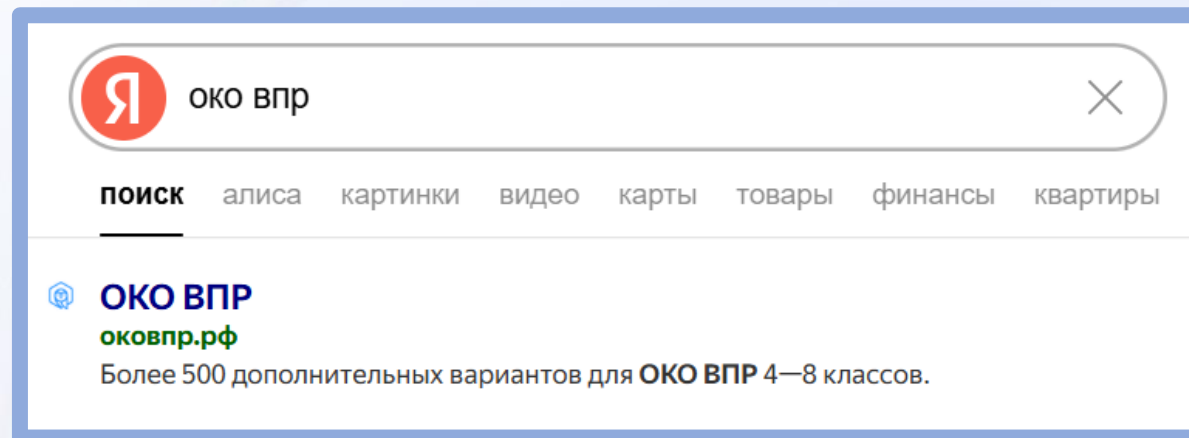 Я око впр
поиск алиса картинки видео карты товары финансы квартиры
ОКО ВПР
оковпр.рф
Более 500 дополнительных вариантов для ОКО ВПР 4—8 классов.